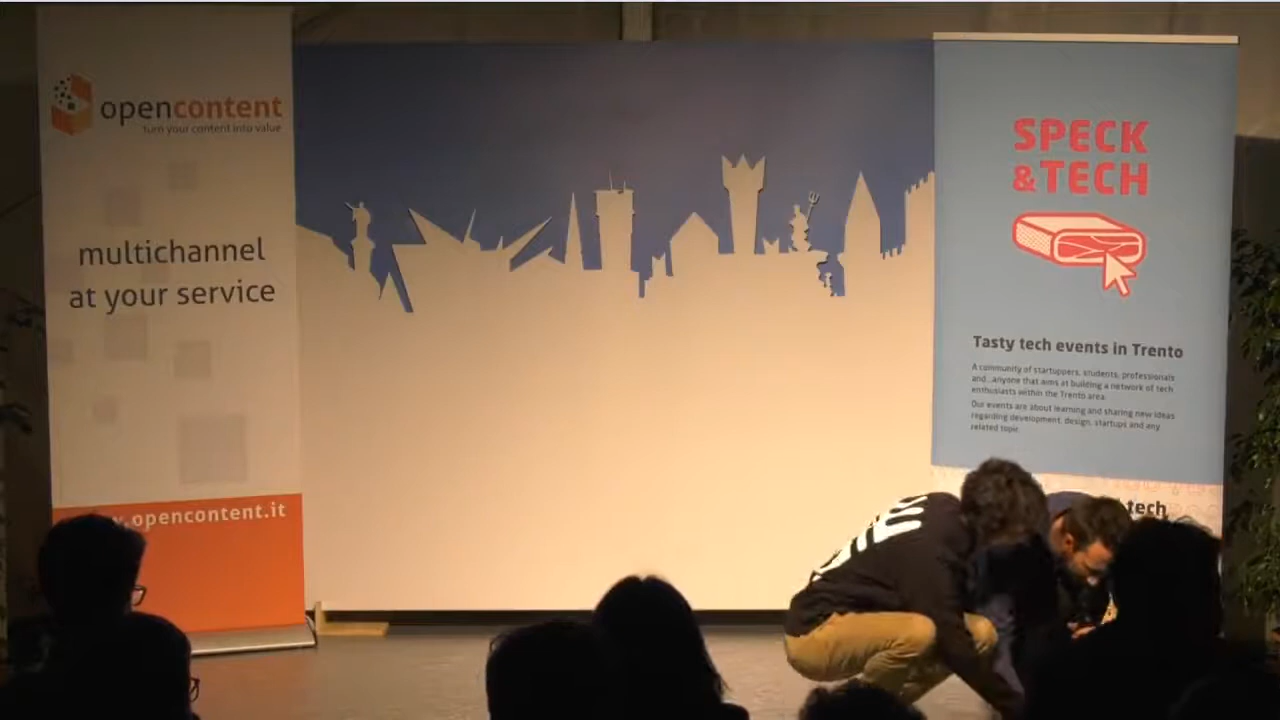 opencontent
turn your content into value
multichannel
at your service
.opencontent.it
SPECK
&TECH
Tasty tech events in Trento
A community of startuppers, students, professionals
and...anyone that aims at building a network of tech
enthusiasts within the Trento area.
Our events are about learning and sharing new ideas
regarding development, design, startups and any
related topic.
tech